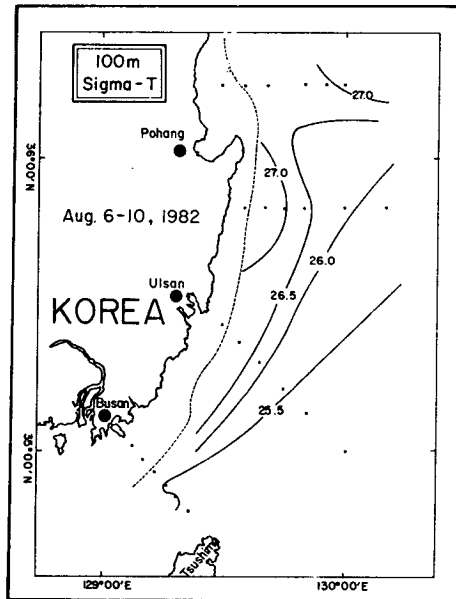 100m
Sigma-T
27.0
Pohang
36°00'N
27.0
Aug. 6-10, 1982
26.0
Ulsan
26.5
KOREA
Busan
25.5
35°00'N
Tsushima
129°00'E
130°00'E